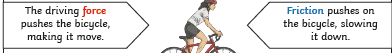 The driving force
pushes the bicycle,
making it move.
Friction pushes on
the bicycle, slowing
it down.